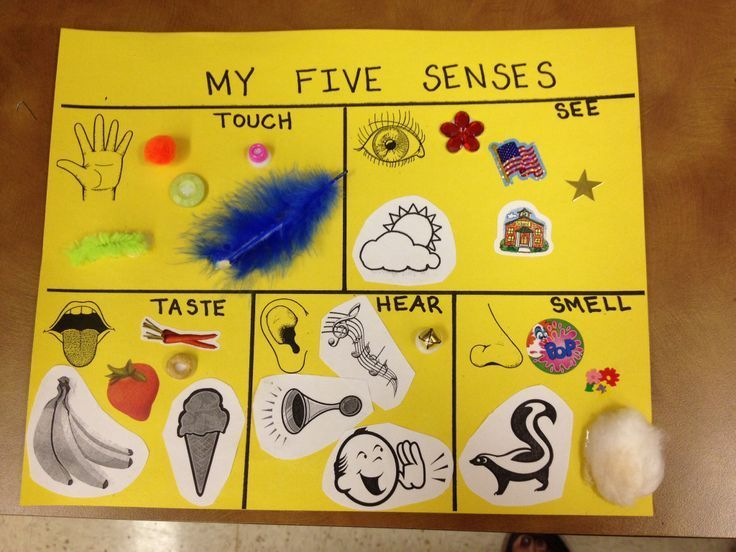 MY FIVE SENSES
TOUCH
SEE
TASTE
HEAR
SMELL
POP